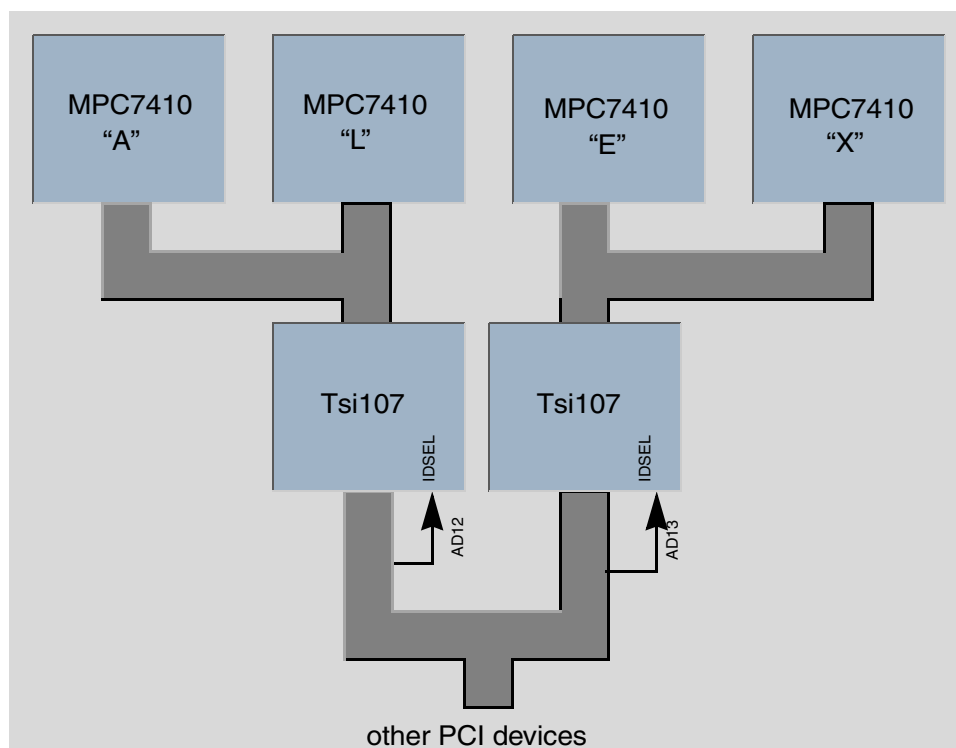 MPC7410
“A”
MPC7410
“L”
MPC7410
“E”
MPC7410
“X”
Tsi107
IDSEL
AD12
Tsi107
IDSEL
AD13
other PCI devices